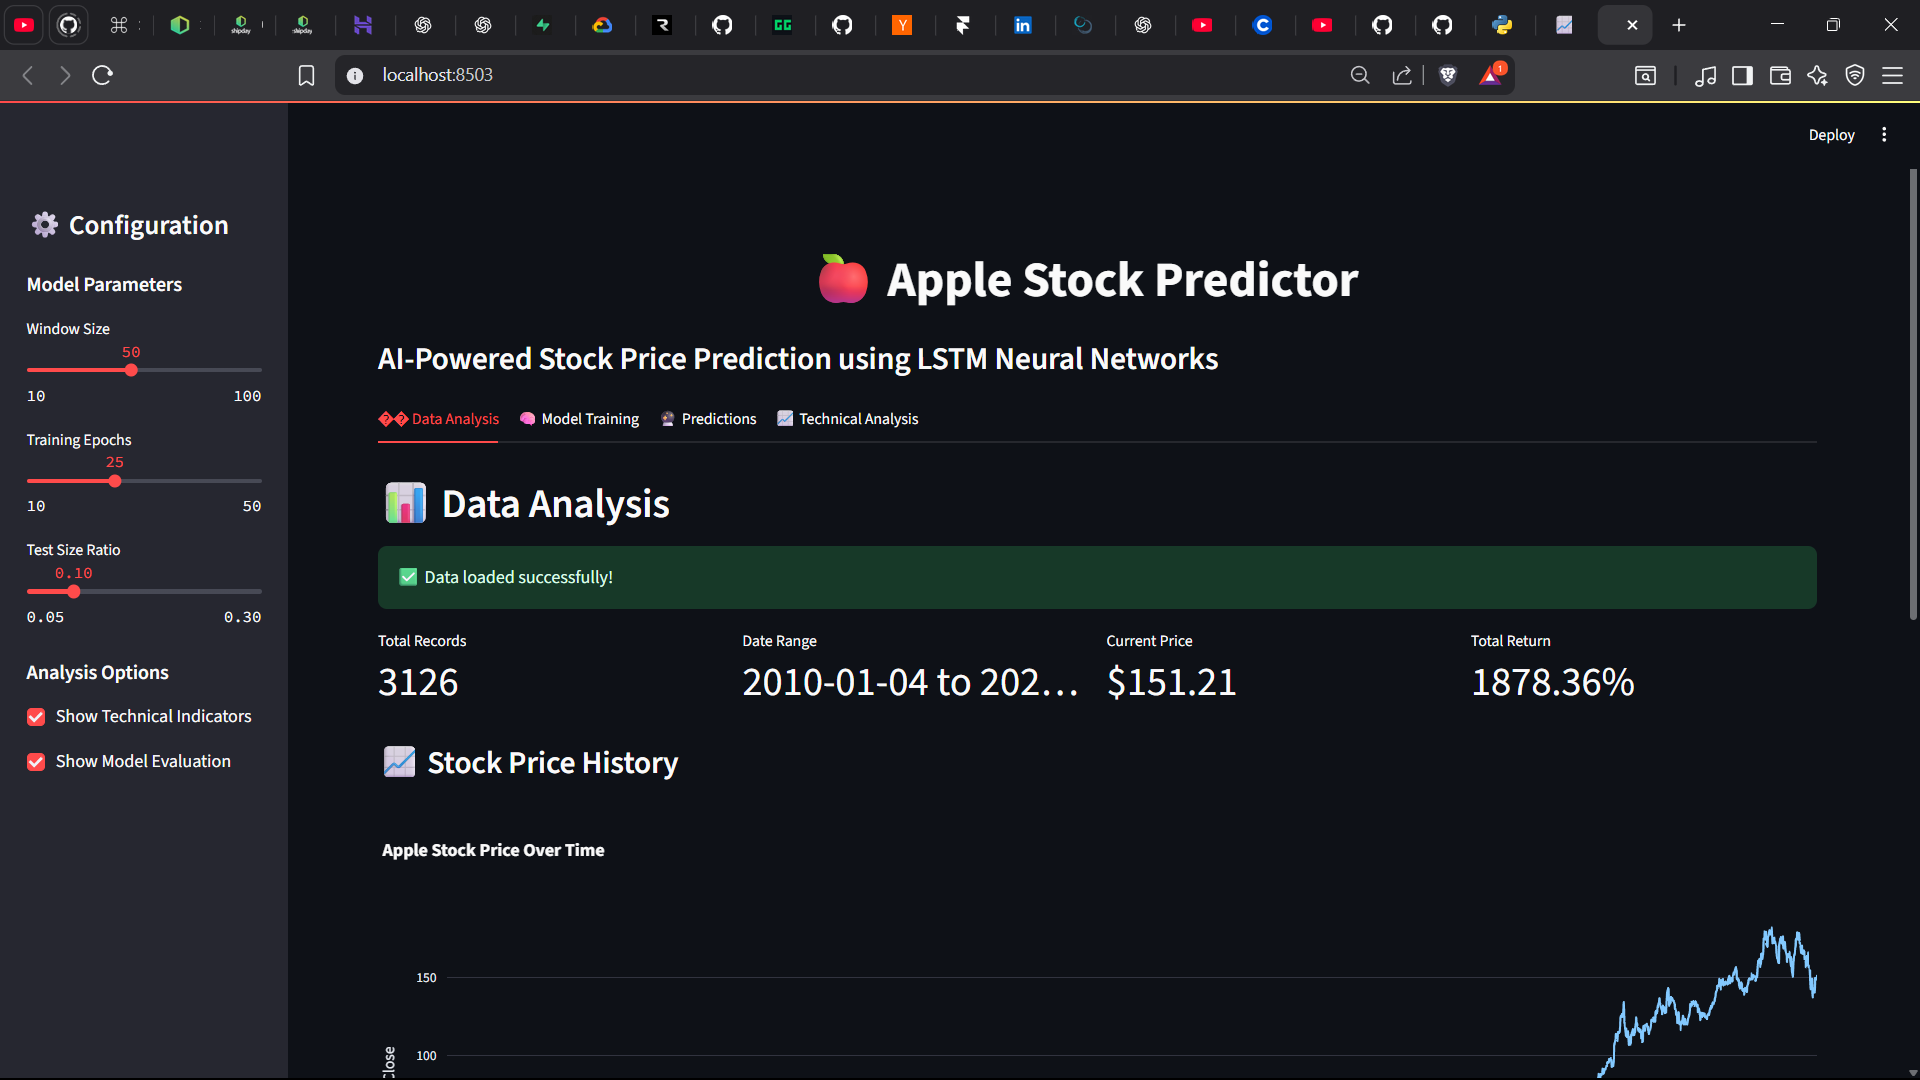 localhost:8503
Deploy
Configuration
Model Parameters
Window Size
50
10 100
Training Epochs
25
10 50
Test Size Ratio
0.10
0.05 0.30
Analysis Options
Show Technical Indicators
Show Model Evaluation
Apple Stock Predictor
AI-Powered Stock Price Prediction using LSTM Neural Networks
�� Data Analysis Model Training Predictions Technical Analysis
Data Analysis
Data loaded successfully!
Total Records Date Range Current Price Total Return
3126 2010-01-04 to 202... $151.21 1878.36%
Stock Price History
Apple Stock Price Over Time
150
100
Close